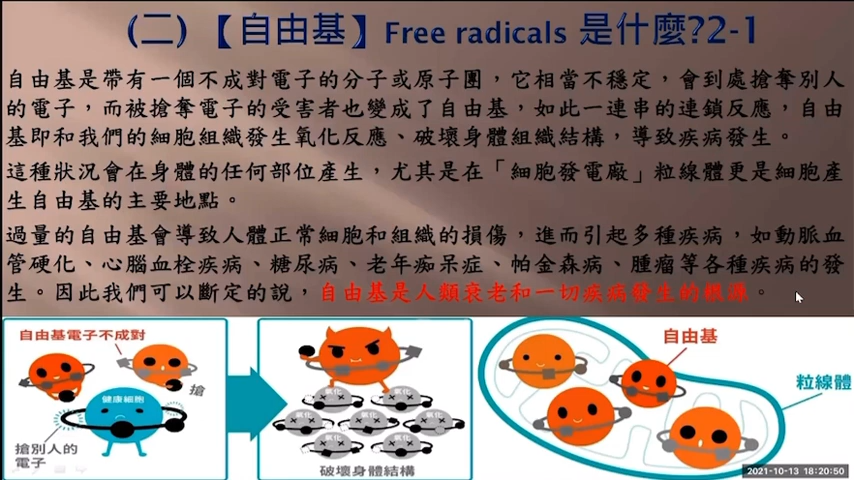 (二) 【自由基】Free radicals 是什麼?2-1
自由基是帶有一個不成對電子的分子或原子團，它相當不穩定，會到處搶奪別人
的電子，而被搶奪電子的受害者也變成了自由基，如此一連串的連鎖反應，自由
基即和我們的細胞組織發生氧化反應、破壞身體組織結構，導致疾病發生。
這種狀況會在身體的任何部位產生，尤其是在「細胞發電廠」粒線體更是細胞產
生自由基的主要地點。
過量的自由基會導致人體正常細胞和組織的損傷，進而引起多種疾病，如動脈血
管硬化、心腦血栓疾病、糖尿病、老年痴呆症、帕金森病、腫瘤等各種疾病的發
生。因此我們可以斷定的說，自由基是人類衰老和一切疾病發生的根源。
自由基電子不成對
搶
健康細胞
搶別人的
電子
氧化 氧化
氧化 氧化 氧化
氧化 氧化
破壞身體結構
自由基
粒線體
2021-10-13 18:20:50